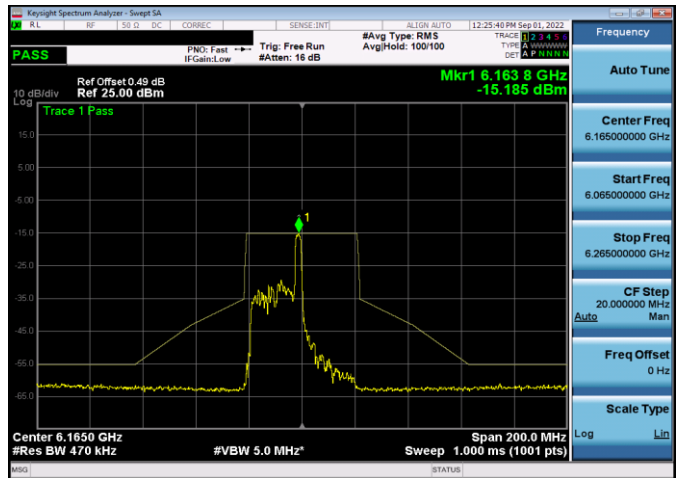 Keysight Spectrum Analyzer - Swept SA
LXI RL RF 50 Ω DC CORREC SENSE:INT ALIGN AUTO 12:25:40 PM Sep 01, 2022
PASS
PNO: Fast
IFGain:Low
Trig: Free Run
#Atten: 16 dB
#Avg Type: RMS
Avg|Hold: 100/100
TRACE 1 2 3 4 5 6
TYPE A WWWWW
DET A P N N N N
Mkr1 6.163 8 GHz
-15.185 dBm
Ref Offset 0.49 dB
10 dB/div Ref 25.00 dBm
Log
Trace 1 Pass
15.0
5.00
-5.00
1
-15.0
-25.0
-35.0
-45.0
-55.0
-65.0
Center 6.1650 GHz Span 200.0 MHz
#Res BW 470 kHz #VBW 5.0 MHz* Sweep 1.000 ms (1001 pts)
MSG STATUS
Frequency
Auto Tune
Center Freq
6.165000000 GHz
Start Freq
6.065000000 GHz
Stop Freq
6.265000000 GHz
CF Step
20.000000 MHz
Auto Man
Freq Offset
0 Hz
Scale Type
Log Lin